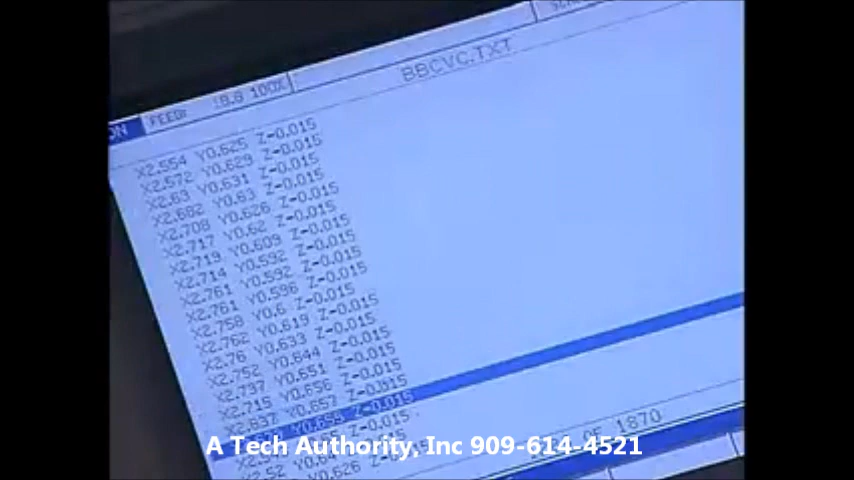 BBCVC.TXT
FEED: 100%
X2.554 Y0.625 Z-0.015
X2.572 Y0.629 Z-0.015
X2.63 Y0.631 Z-0.015
X2.682 Y0.63 Z-0.015
X2.708 Y0.626 Z-0.015
X2.717 Y0.62 Z-0.015
X2.719 Y0.609 Z-0.015
X2.714 Y0.592 Z-0.015
X2.761 Y0.592 Z-0.015
X2.761 Y0.596 Z-0.015
X2.758 Y0.6 Z-0.015
X2.762 Y0.619 Z-0.015
X2.76 Y0.633 Z-0.015
X2.752 Y0.644 Z-0.015
X2.737 Y0.651 Z-0.015
X2.715 Y0.656 Z-0.015
X2.637 Y0.657 Z-0.015
Y0.655 Z-0.015
OF 1870
A Tech Authority, Inc 909-614-4521